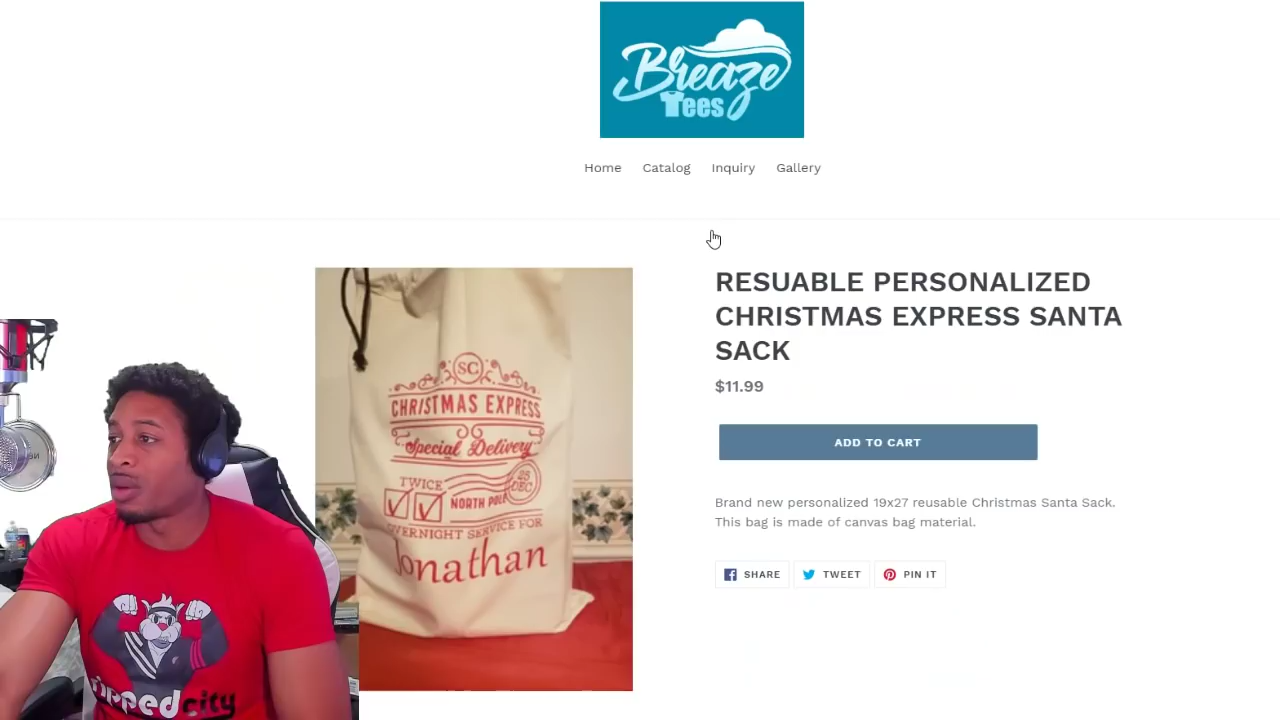 Breaze
Tees
Home Catalog Inquiry Gallery
RESUABLE PERSONALIZED
CHRISTMAS EXPRESS SANTA
SACK
$11.99
ADD TO CART
Brand new personalized 19x27 reusable Christmas Santa Sack.
This bag is made of canvas bag material.
SHARE TWEET PIN IT
SC
CHRISTMAS EXPRESS
Special Delivery
25
DEC
TWICE
NORTH POLE
OVERNIGHT SERVICE FOR
Jonathan
rippedcity